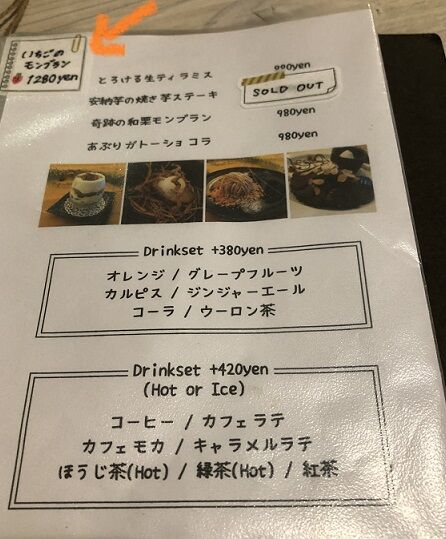 いちごの
モンブラン
1280yen
とろける生ティラミス
安納芋の焼き芋ステーキ
SOLD OUT
奇跡の和栗モンブラン 980yen
あぶりガトーショコラ 980yen
Drinkset +380yen
オレンジ / グレープフルーツ
カルピス / ジンジャーエール
コーラ / ウーロン茶
Drinkset +420yen
(Hot or Ice)
コーヒー / カフェラテ
カフェモカ / キャラメルラテ
ほうじ茶(Hot) / 緑茶(Hot) / 紅茶